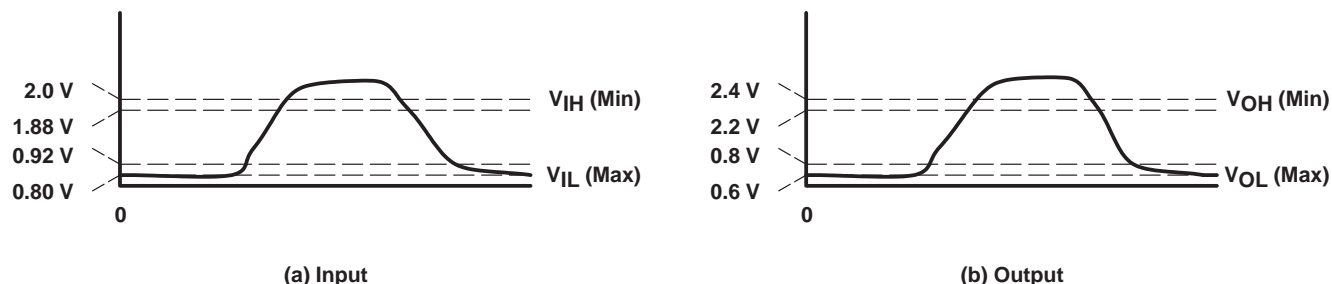 2.0 V
1.88 V
0.92 V
0.80 V
0
VIH (Min)
VIL (Max)
(a) Input
2.4 V
2.2 V
0.8 V
0.6 V
0
VOH (Min)
VOL (Max)
(b) Output